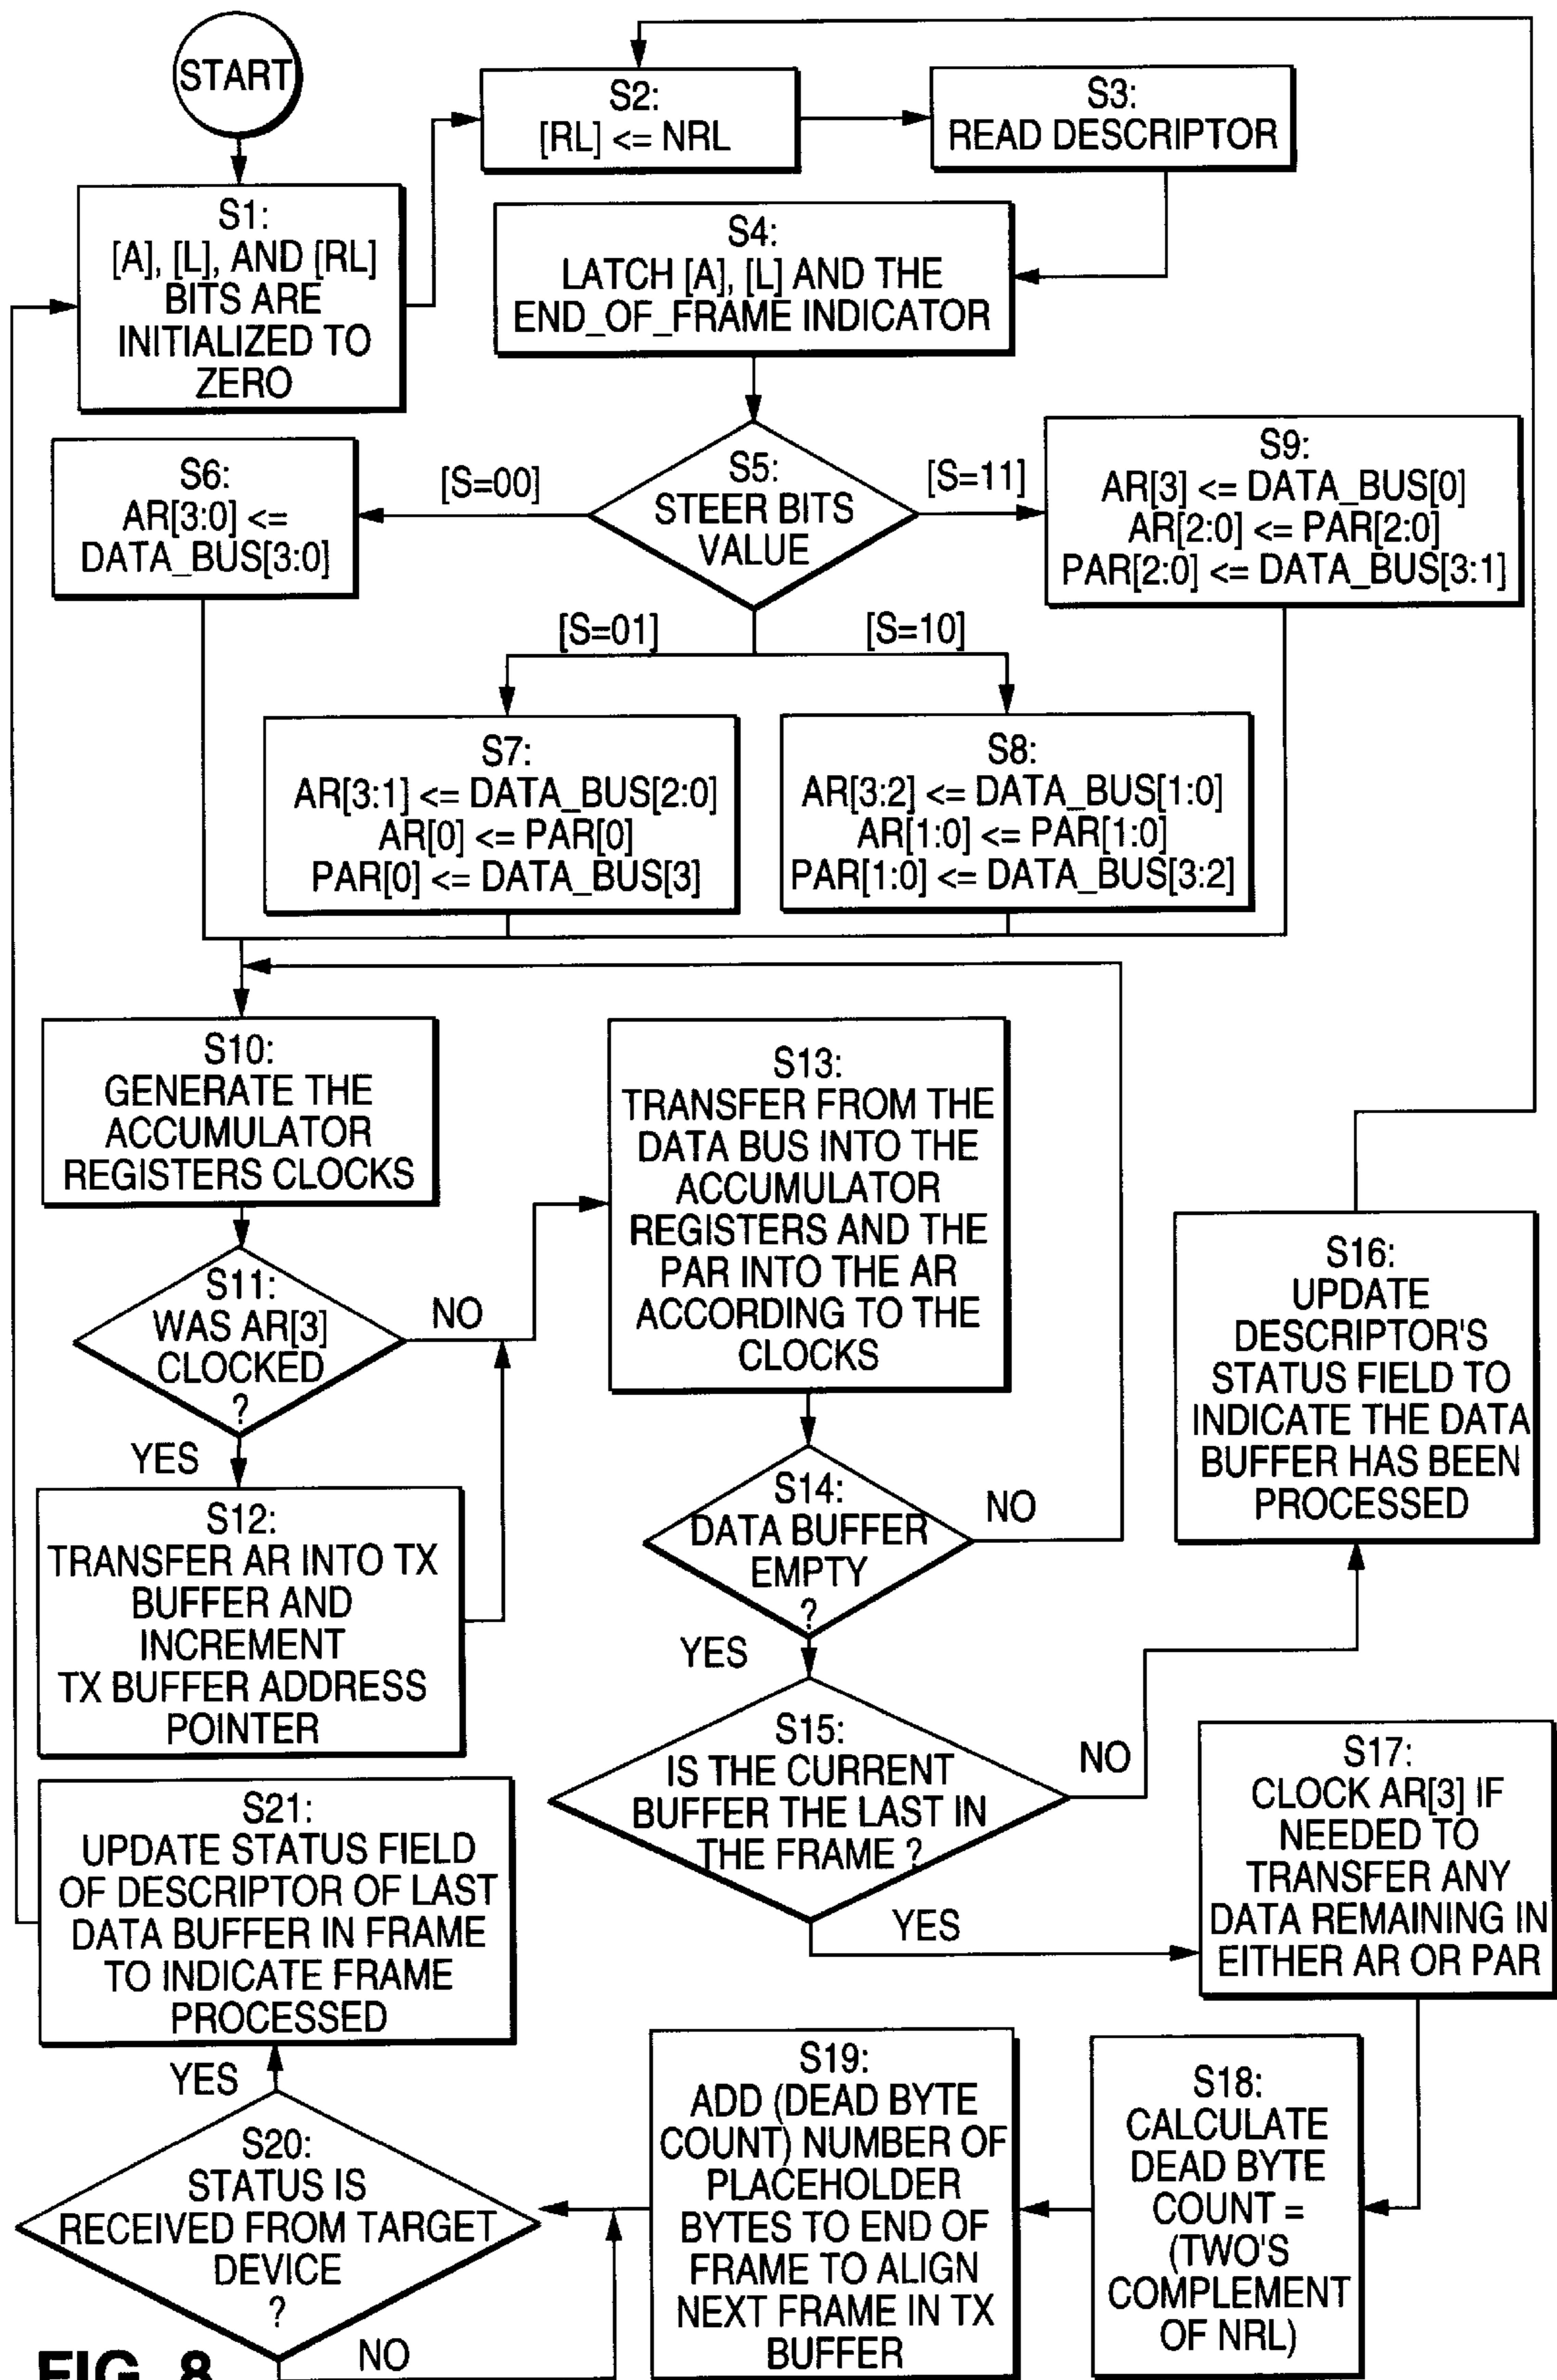 START
S1:
[A], [L], AND [RL]
BITS ARE
INITIALIZED TO
ZERO
S2:
[RL] <= NRL
S3:
READ DESCRIPTOR
S4:
LATCH [A], [L] AND THE
END_OF_FRAME INDICATOR
S5:
STEER BITS
VALUE
[S=00]
[S=11]
S6:
AR[3:0] <=
DATA_BUS[3:0]
S9:
AR[3] <= DATA_BUS[0]
AR[2:0] <= PAR[2:0]
PAR[2:0] <= DATA_BUS[3:1]
[S=01]
[S=10]
S7:
AR[3:1] <= DATA_BUS[2:0]
AR[0] <= PAR[0]
PAR[0] <= DATA_BUS[3]
S8:
AR[3:2] <= DATA_BUS[1:0]
AR[1:0] <= PAR[1:0]
PAR[1:0] <= DATA_BUS[3:2]
S10:
GENERATE THE
ACCUMULATOR
REGISTERS CLOCKS
S11:
WAS AR[3]
CLOCKED
?
NO
YES
S12:
TRANSFER AR INTO TX
BUFFER AND
INCREMENT
TX BUFFER ADDRESS
POINTER
S13:
TRANSFER FROM THE
DATA BUS INTO THE
ACCUMULATOR
REGISTERS AND THE
PAR INTO THE AR
ACCORDING TO THE
CLOCKS
S14:
DATA BUFFER
EMPTY
?
NO
YES
S15:
IS THE CURRENT
BUFFER THE LAST IN
THE FRAME ?
NO
YES
S16:
UPDATE
DESCRIPTOR'S
STATUS FIELD TO
INDICATE THE DATA
BUFFER HAS BEEN
PROCESSED
S17:
CLOCK AR[3] IF
NEEDED TO
TRANSFER ANY
DATA REMAINING IN
EITHER AR OR PAR
S18:
CALCULATE
DEAD BYTE
COUNT =
(TWO'S
COMPLEMENT
OF NRL)
S19:
ADD (DEAD BYTE
COUNT) NUMBER OF
PLACEHOLDER
BYTES TO END OF
FRAME TO ALIGN
NEXT FRAME IN TX
BUFFER
S20:
STATUS IS
RECEIVED FROM TARGET
DEVICE
?
YES
NO
S21:
UPDATE STATUS FIELD
OF DESCRIPTOR OF LAST
DATA BUFFER IN FRAME
TO INDICATE FRAME
PROCESSED
FIG. 8